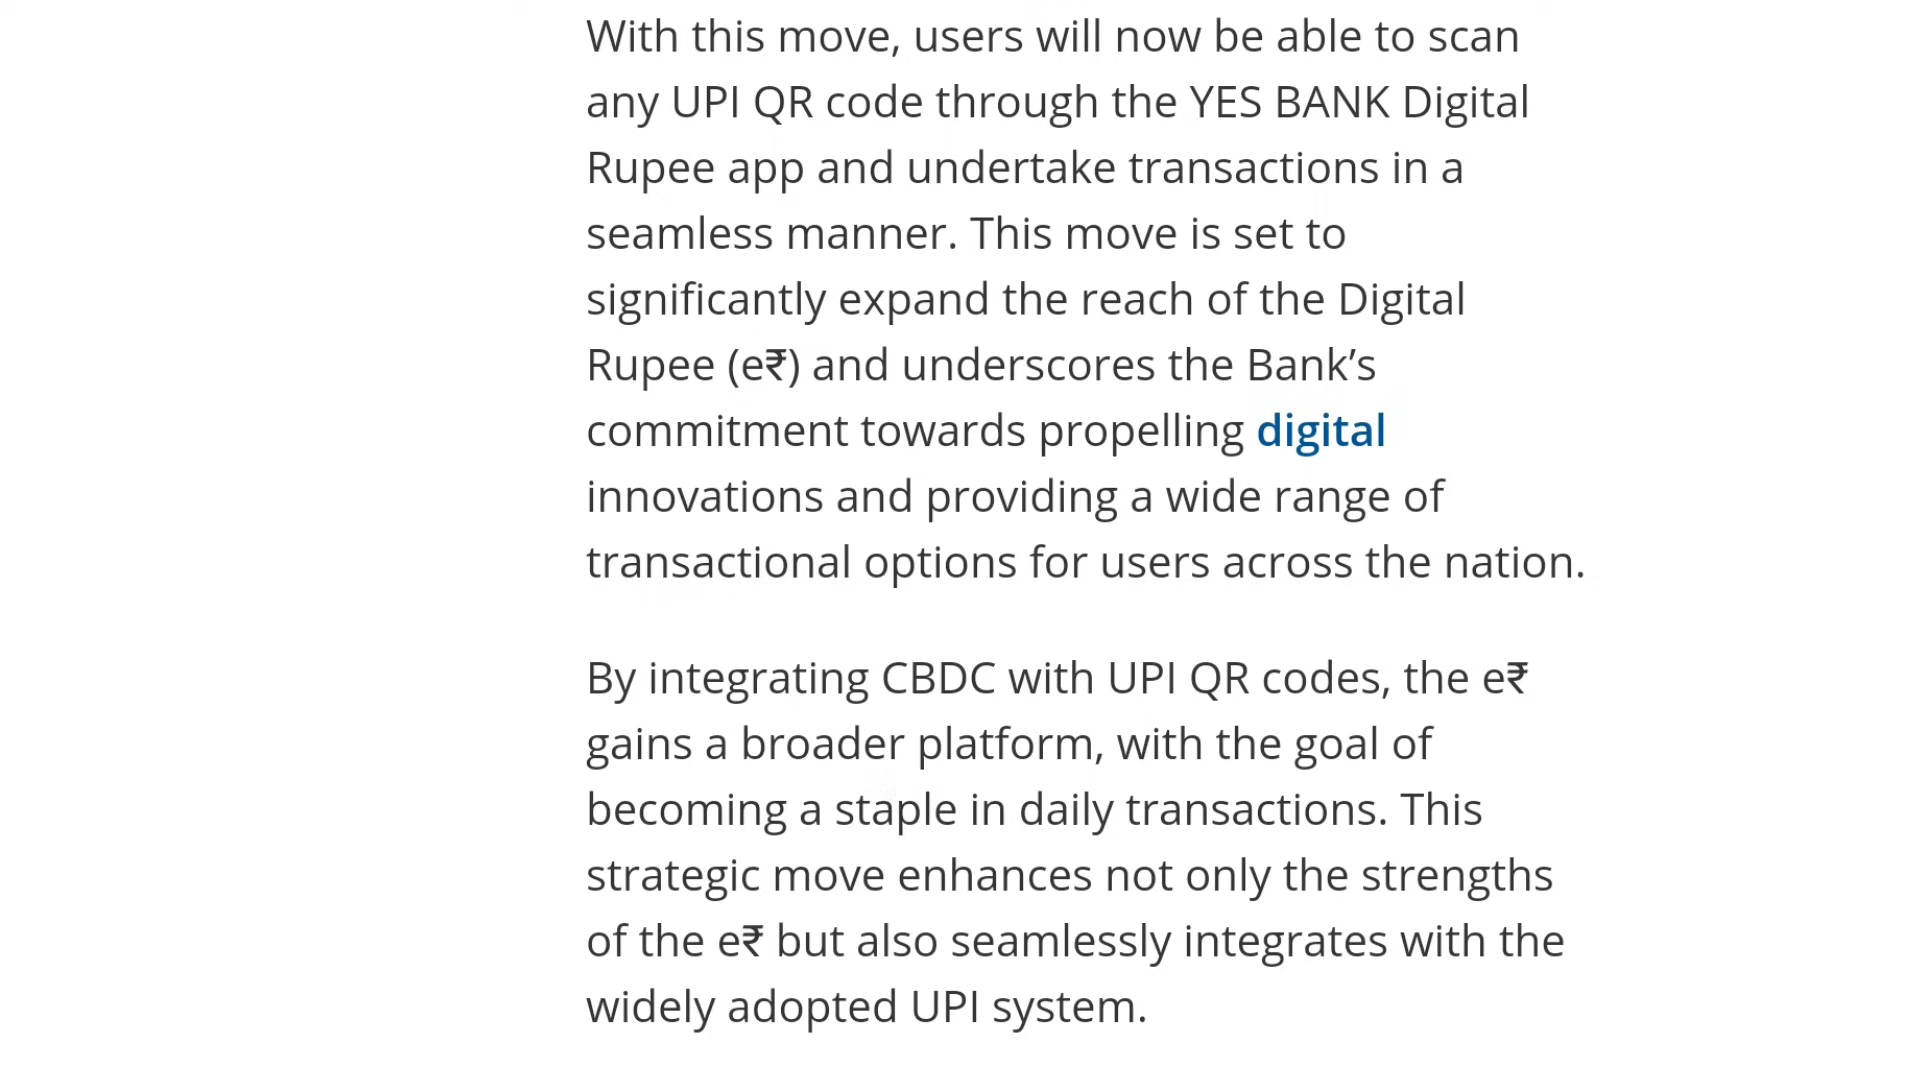 With this move, users will now be able to scan
any UPI QR code through the YES BANK Digital
Rupee app and undertake transactions in a
seamless manner. This move is set to
significantly expand the reach of the Digital
Rupee (e₹) and underscores the Bank’s
commitment towards propelling digital
innovations and providing a wide range of
transactional options for users across the nation.
By integrating CBDC with UPI QR codes, the e₹
gains a broader platform, with the goal of
becoming a staple in daily transactions. This
strategic move enhances not only the strengths
of the e₹ but also seamlessly integrates with the
widely adopted UPI system.